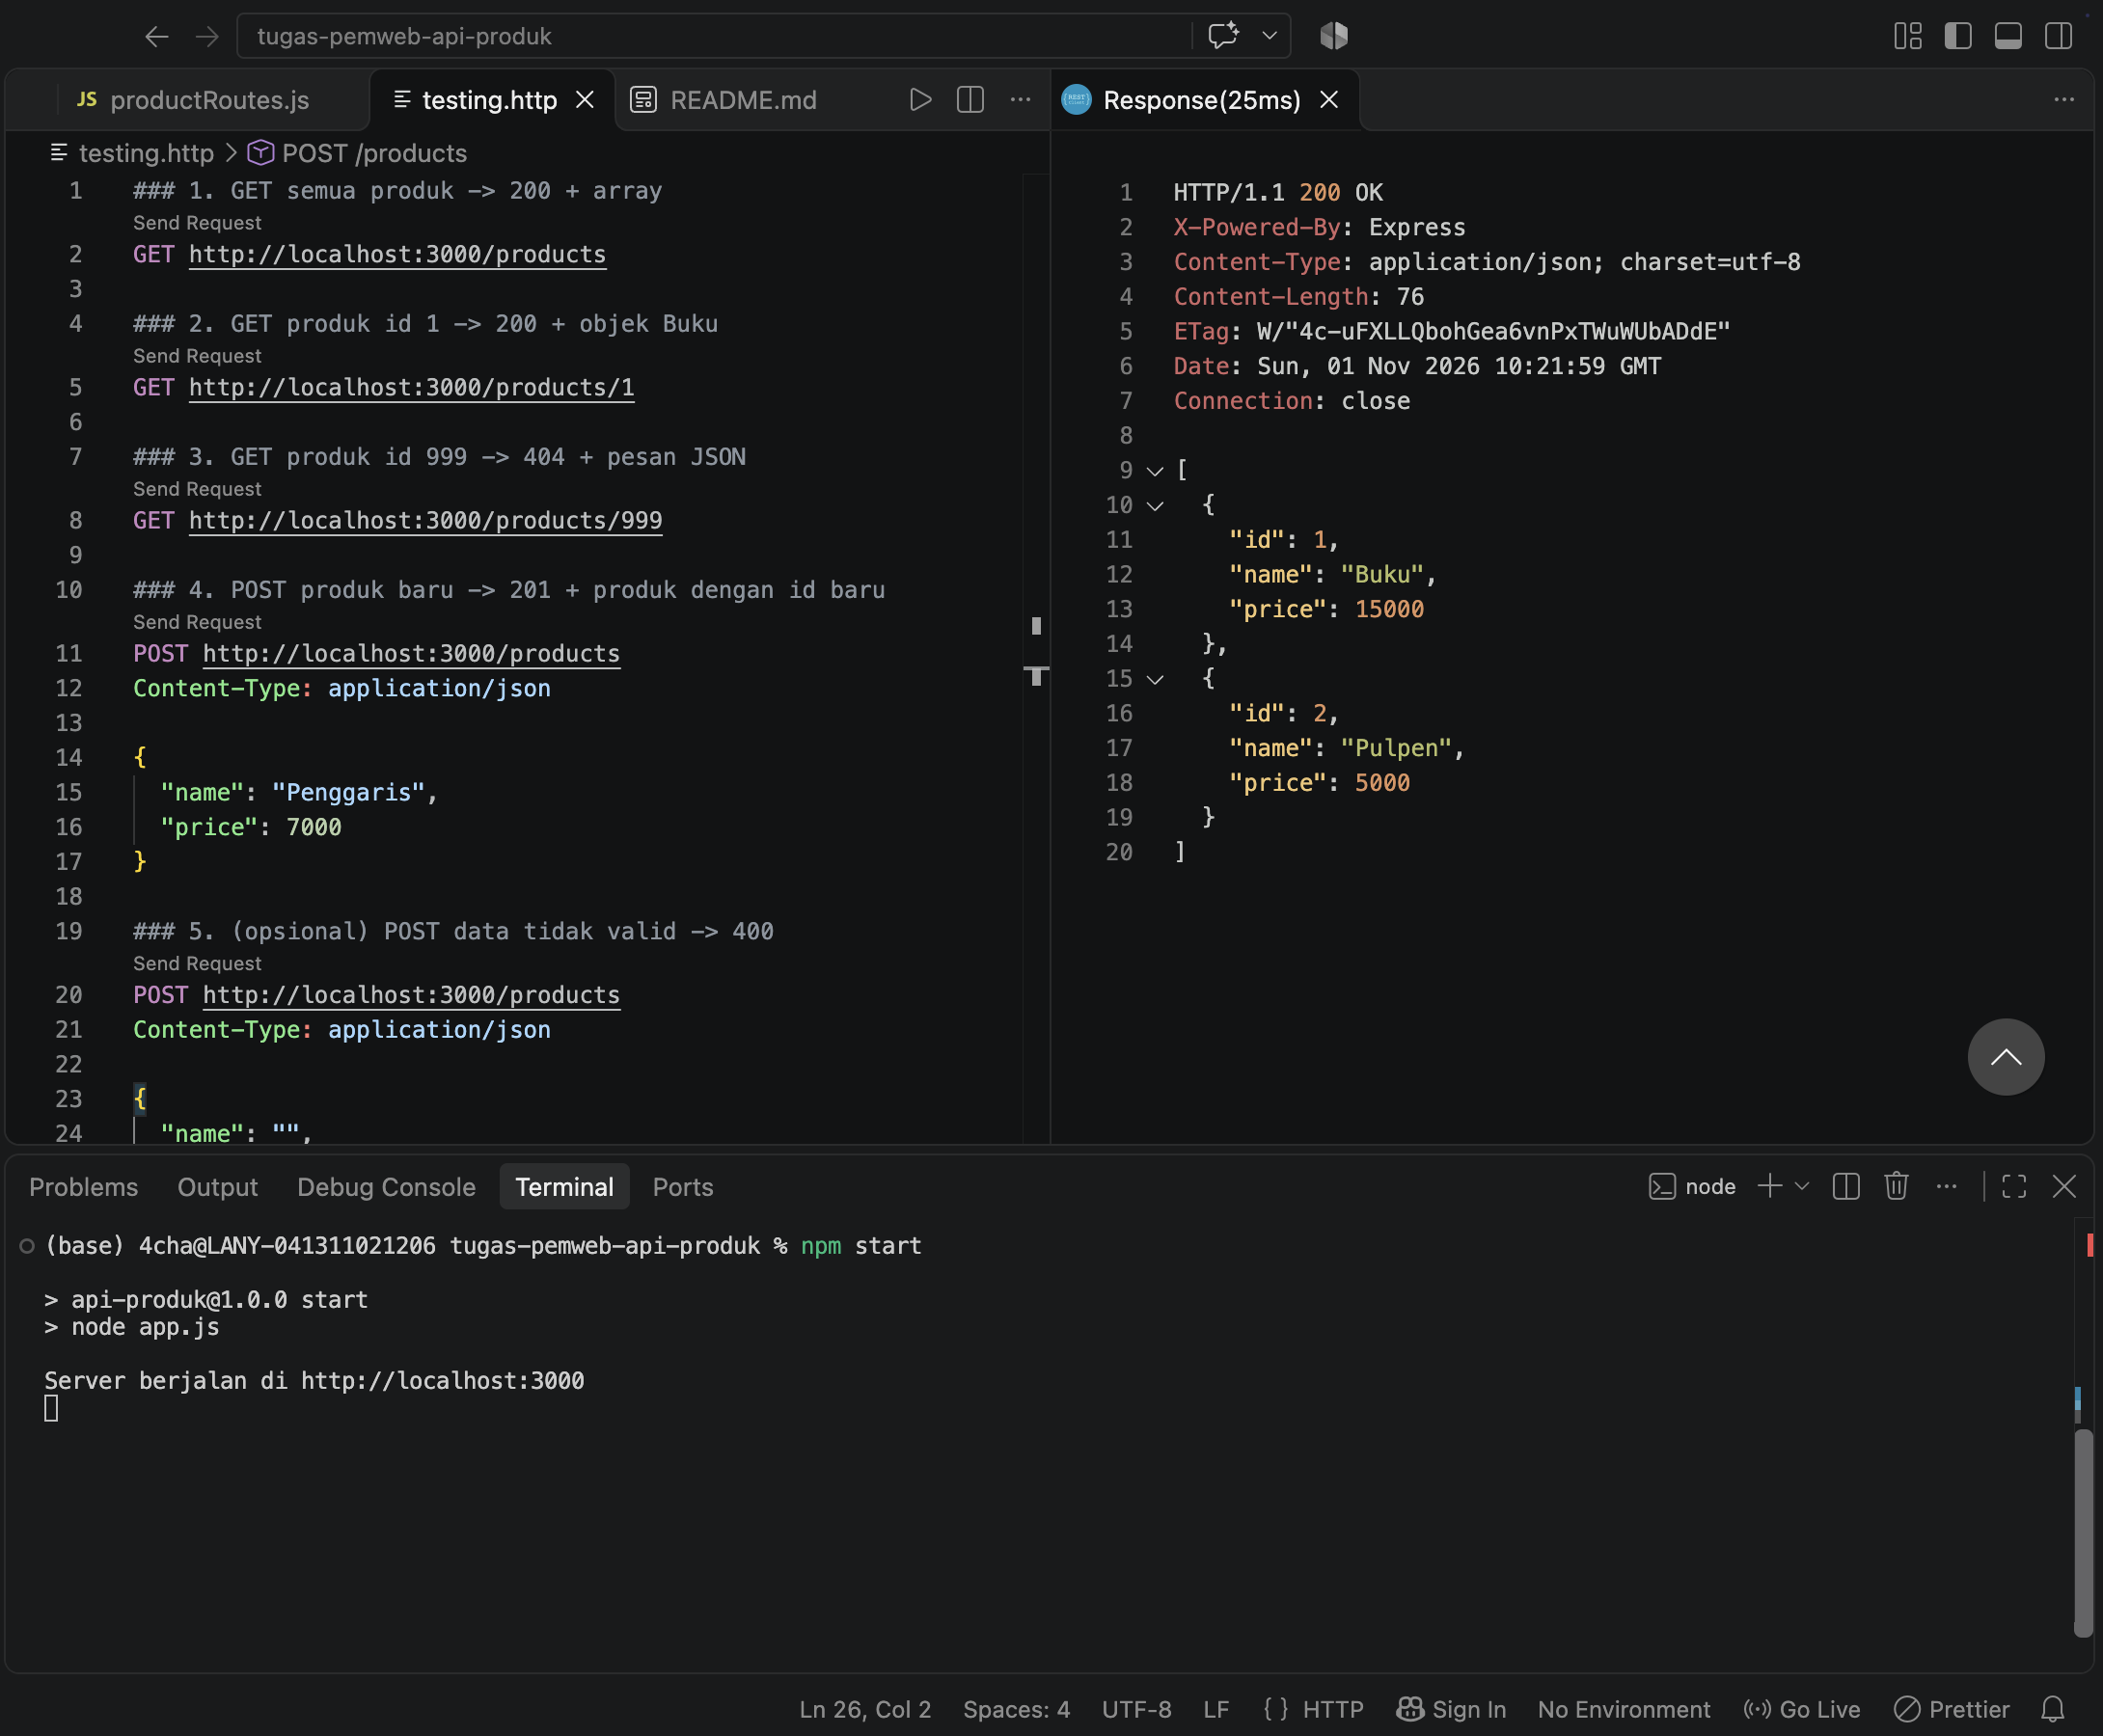 tugas-pemweb-api-produk
JS productRoutes.js
testing.http
README.md
Response(25ms)
testing.http > POST /products
1 ### 1. GET semua produk -> 200 + array
Send Request
2 GET http://localhost:3000/products
3
4 ### 2. GET produk id 1 -> 200 + objek Buku
Send Request
5 GET http://localhost:3000/products/1
6
7 ### 3. GET produk id 999 -> 404 + pesan JSON
Send Request
8 GET http://localhost:3000/products/999
9
10 ### 4. POST produk baru -> 201 + produk dengan id baru
Send Request
11 POST http://localhost:3000/products
12 Content-Type: application/json
13
14 {
15 "name": "Penggaris",
16 "price": 7000
17 }
18
19 ### 5. (opsional) POST data tidak valid -> 400
Send Request
20 POST http://localhost:3000/products
21 Content-Type: application/json
22
23 {
24 "name": "",
1 HTTP/1.1 200 OK
2 X-Powered-By: Express
3 Content-Type: application/json; charset=utf-8
4 Content-Length: 76
5 ETag: W/"4c-uFXLLQbohGea6vnPxTWuWUbADdE"
6 Date: Sun, 01 Nov 2026 10:21:59 GMT
7 Connection: close
8
9 [
10 {
11 "id": 1,
12 "name": "Buku",
13 "price": 15000
14 },
15 {
16 "id": 2,
17 "name": "Pulpen",
18 "price": 5000
19 }
20 ]
Problems Output Debug Console Terminal Ports
node
(base) 4cha@LANY-041311021206 tugas-pemweb-api-produk % npm start
> api-produk@1.0.0 start
> node app.js
Server berjalan di http://localhost:3000
Ln 26, Col 2 Spaces: 4 UTF-8 LF { } HTTP Sign In No Environment Go Live Prettier